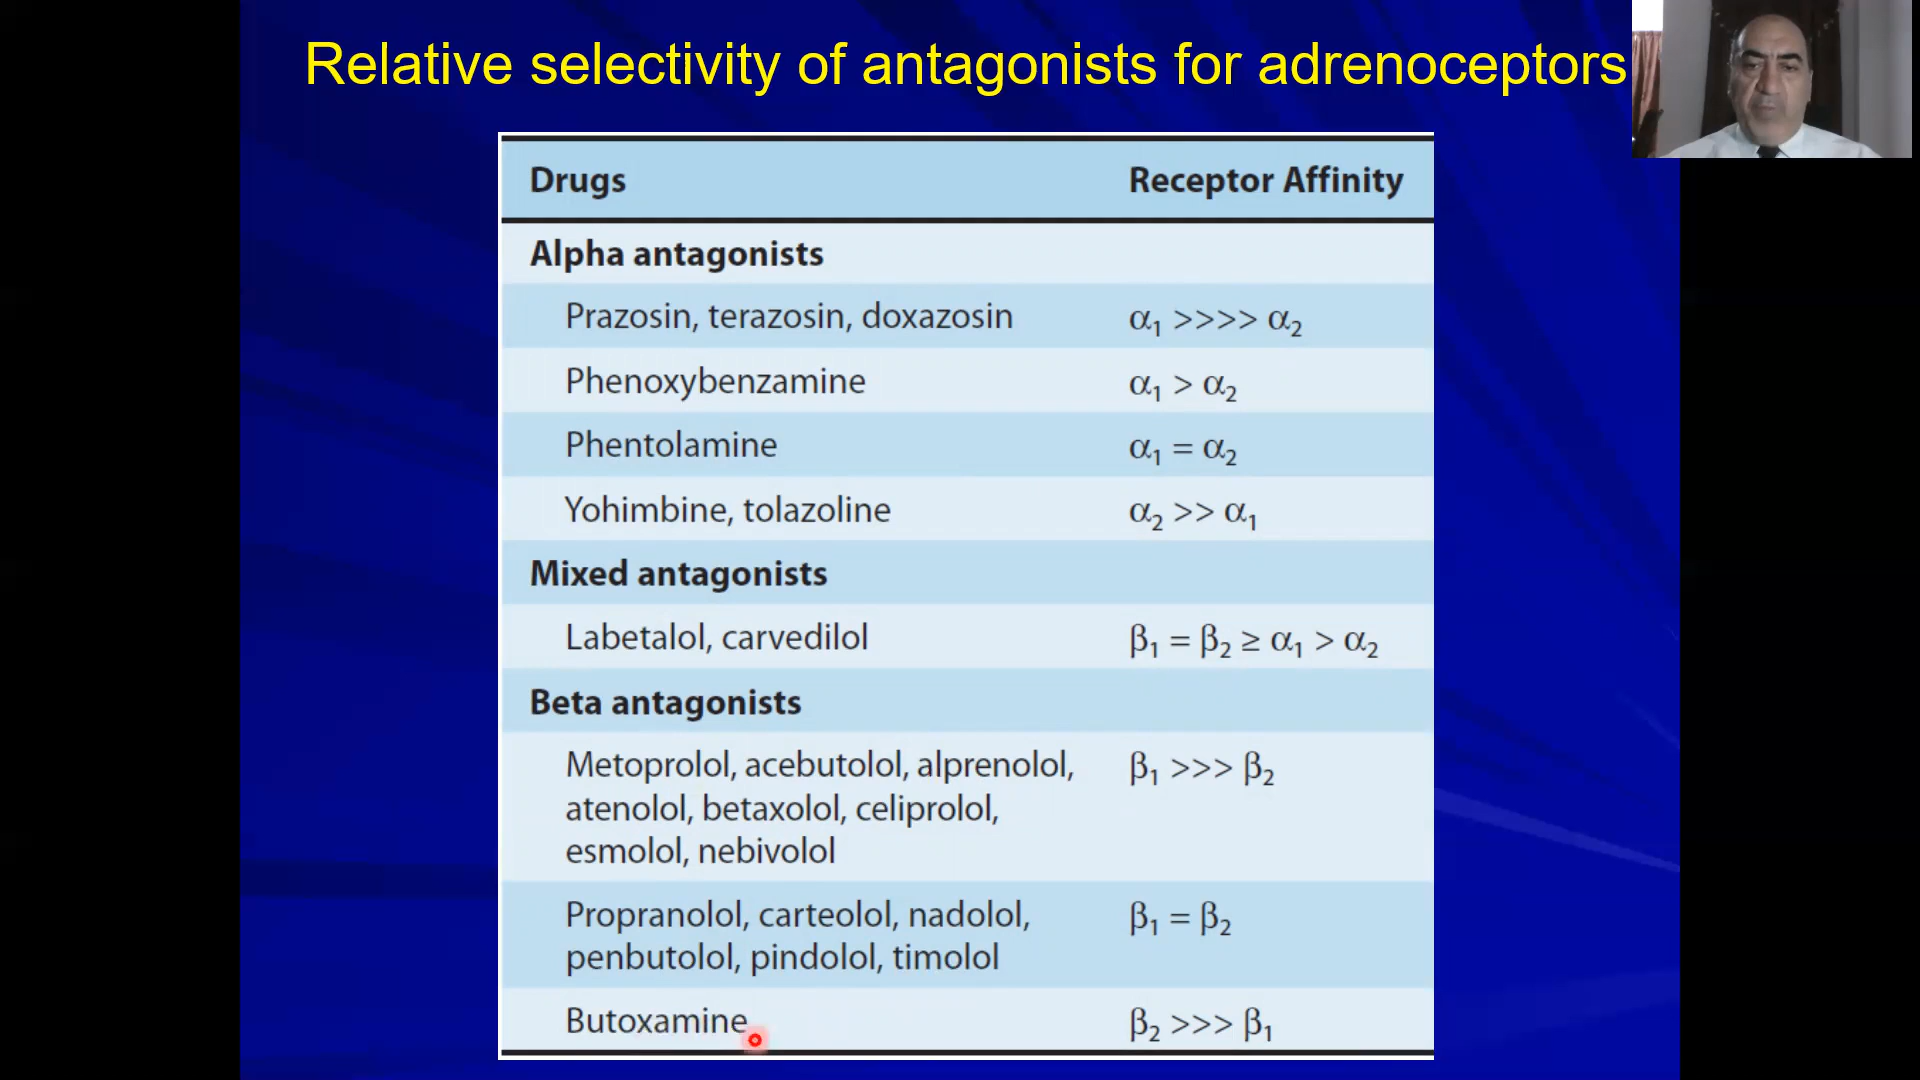 Relative selectivity of antagonists for adrenoceptors
Drugs Receptor Affinity
Alpha antagonists
Prazosin, terazosin, doxazosin α₁ >>>> α₂
Phenoxybenzamine α₁ > α₂
Phentolamine α₁ = α₂
Yohimbine, tolazoline α₂ >> α₁
Mixed antagonists
Labetalol, carvedilol β₁ = β₂ ≥ α₁ > α₂
Beta antagonists
Metoprolol, acebutolol, alprenolol, β₁ >>> β₂
atenolol, betaxolol, celiprolol,
esmolol, nebivolol
Propranolol, carteolol, nadolol, β₁ = β₂
penbutolol, pindolol, timolol
Butoxamine β₂ >>> β₁